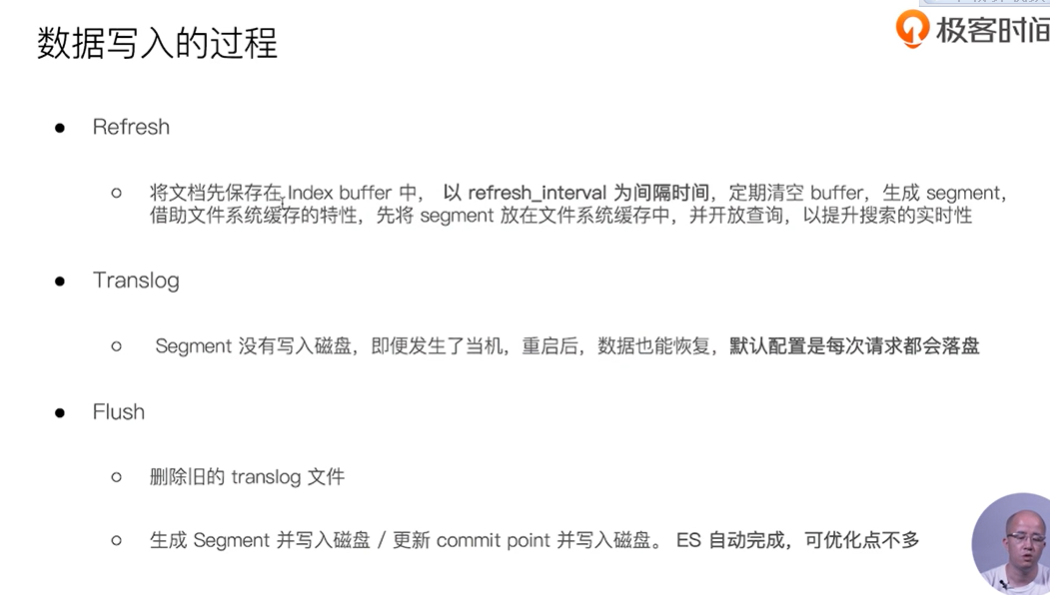 数据写入的过程
极客时间
Refresh
将文档先保存在 Index buffer 中， 以 refresh_interval 为间隔时间，定期清空 buffer，生成 segment，
借助文件系统缓存的特性，先将 segment 放在文件系统缓存中，并开放查询，以提升搜索的实时性
Translog
Segment 没有写入磁盘，即便发生了当机，重启后，数据也能恢复，默认配置是每次请求都会落盘
Flush
删除旧的 translog 文件
生成 Segment 并写入磁盘 / 更新 commit point 并写入磁盘。 ES 自动完成，可优化点不多